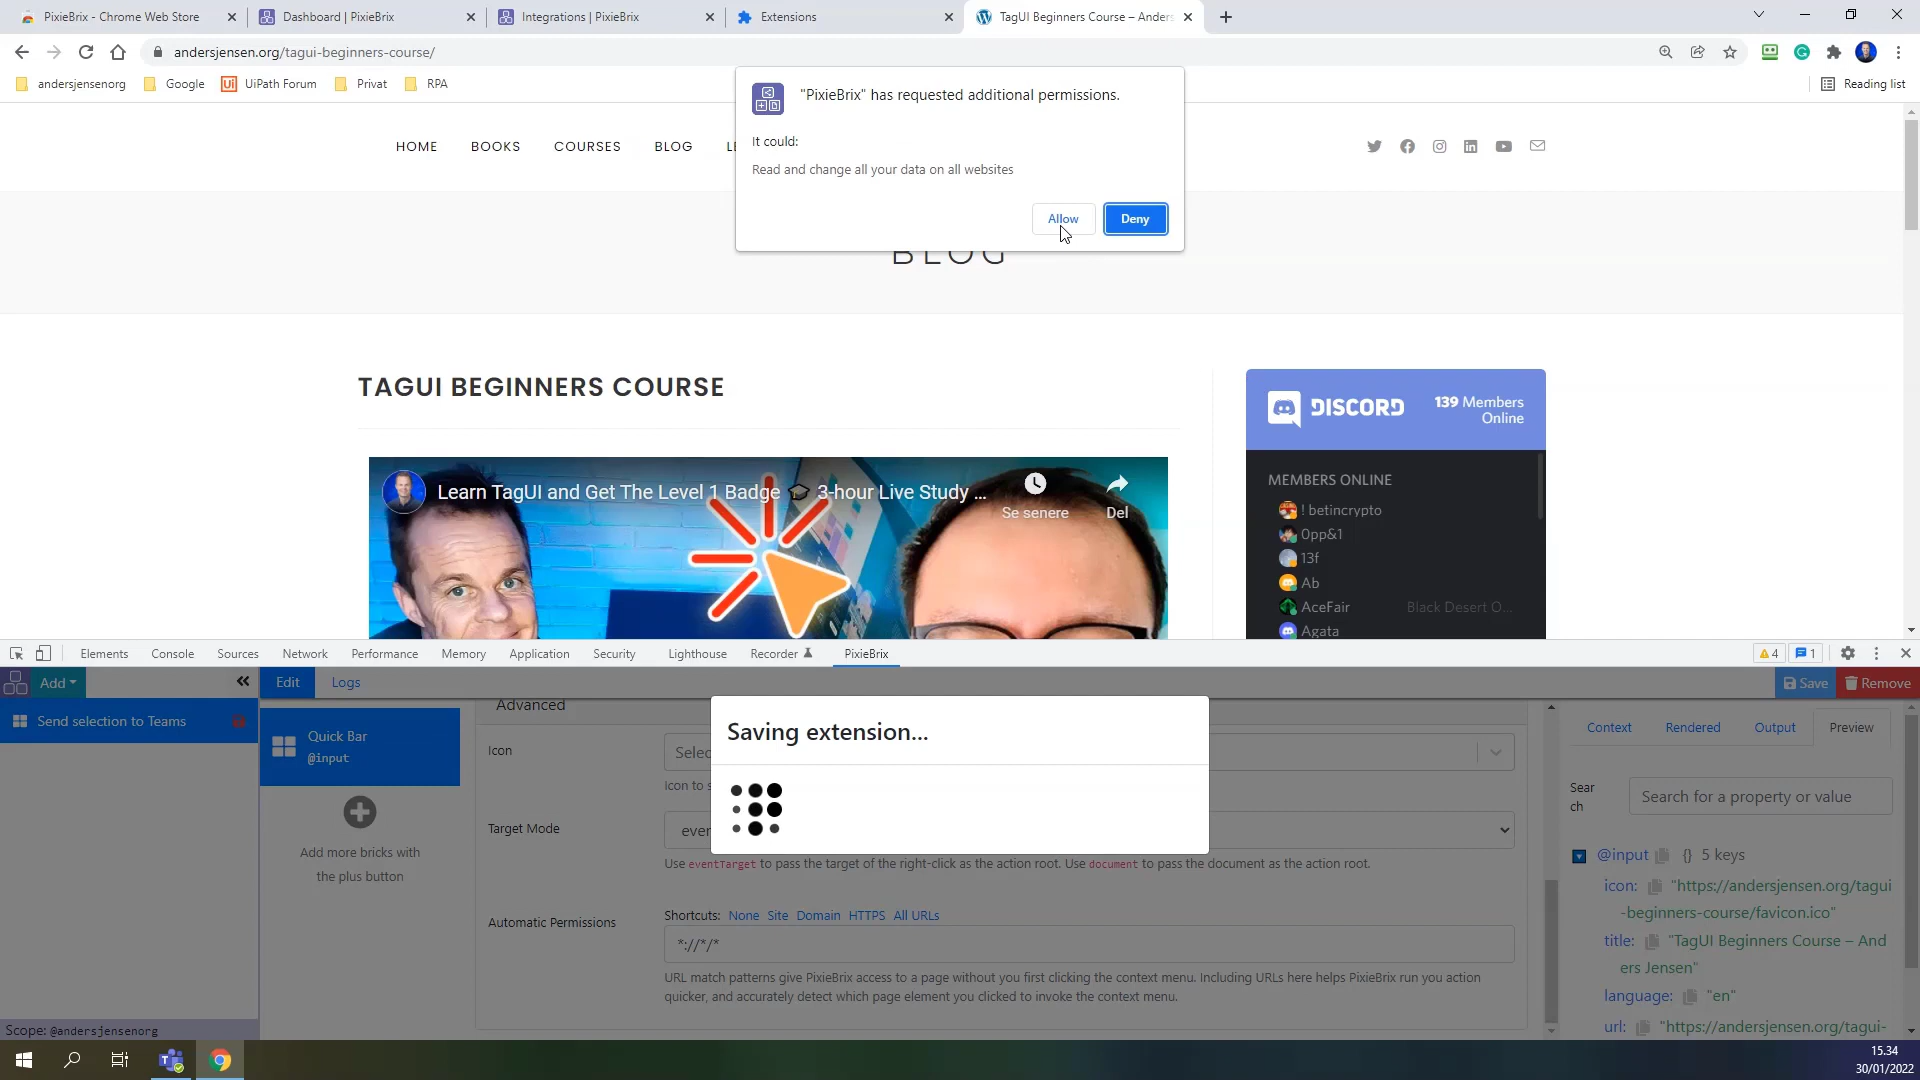 PixieBrix - Chrome Web Store
Dashboard | PixieBrix
Integrations | PixieBrix
Extensions
TagUI Beginners Course – Anders
andersjensen.org/tagui-beginners-course/
andersjensenorg
Google
UiPath Forum
Privat
RPA
Reading list
"PixieBrix" has requested additional permissions.
It could:
Read and change all your data on all websites
Allow
Deny
HOME
BOOKS
COURSES
BLOG
BLOG
TAGUI BEGINNERS COURSE
Learn TagUI and Get The Level 1 Badge 🎓 3-hour Live Study ...
Se senere
Del
DISCORD
139 Members
Online
MEMBERS ONLINE
! betincrypto
0pp&1
13f
Ab
AceFair Black Desert O...
Agata
Elements
Console
Sources
Network
Performance
Memory
Application
Security
Lighthouse
Recorder
PixieBrix
4
1
Add
Edit
Logs
Save
Remove
Send selection to Teams
Quick Bar
@input
Add more bricks with
the plus button
Advanced
Icon
Selec
Icon to s
Target Mode
even
Use eventTarget to pass the target of the right-click as the action root. Use document to pass the document as the action root.
Automatic Permissions
Shortcuts: None Site Domain HTTPS All URLs
*://*/*
URL match patterns give PixieBrix access to a page without you first clicking the context menu. Including URLs here helps PixieBrix run you action
quicker, and accurately detect which page element you clicked to invoke the context menu.
Saving extension...
Context
Rendered
Output
Preview
Sear
ch
Search for a property or value
@input {} 5 keys
icon: "https://andersjensen.org/tagui
-beginners-course/favicon.ico"
title: "TagUI Beginners Course – And
ers Jensen"
language: "en"
url: "https://andersjensen.org/tagui-
Scope: @andersjensenorg
15.34
30/01/2022